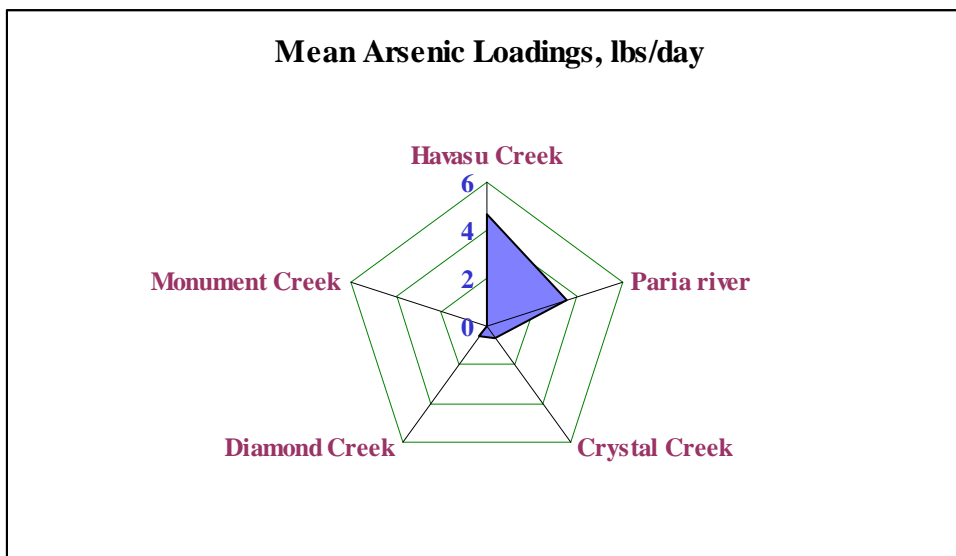 Mean Arsenic Loadings, lbs/day
Havasu Creek
6
4
Monument Creek
2
Paria river
0
Diamond Creek
Crystal Creek